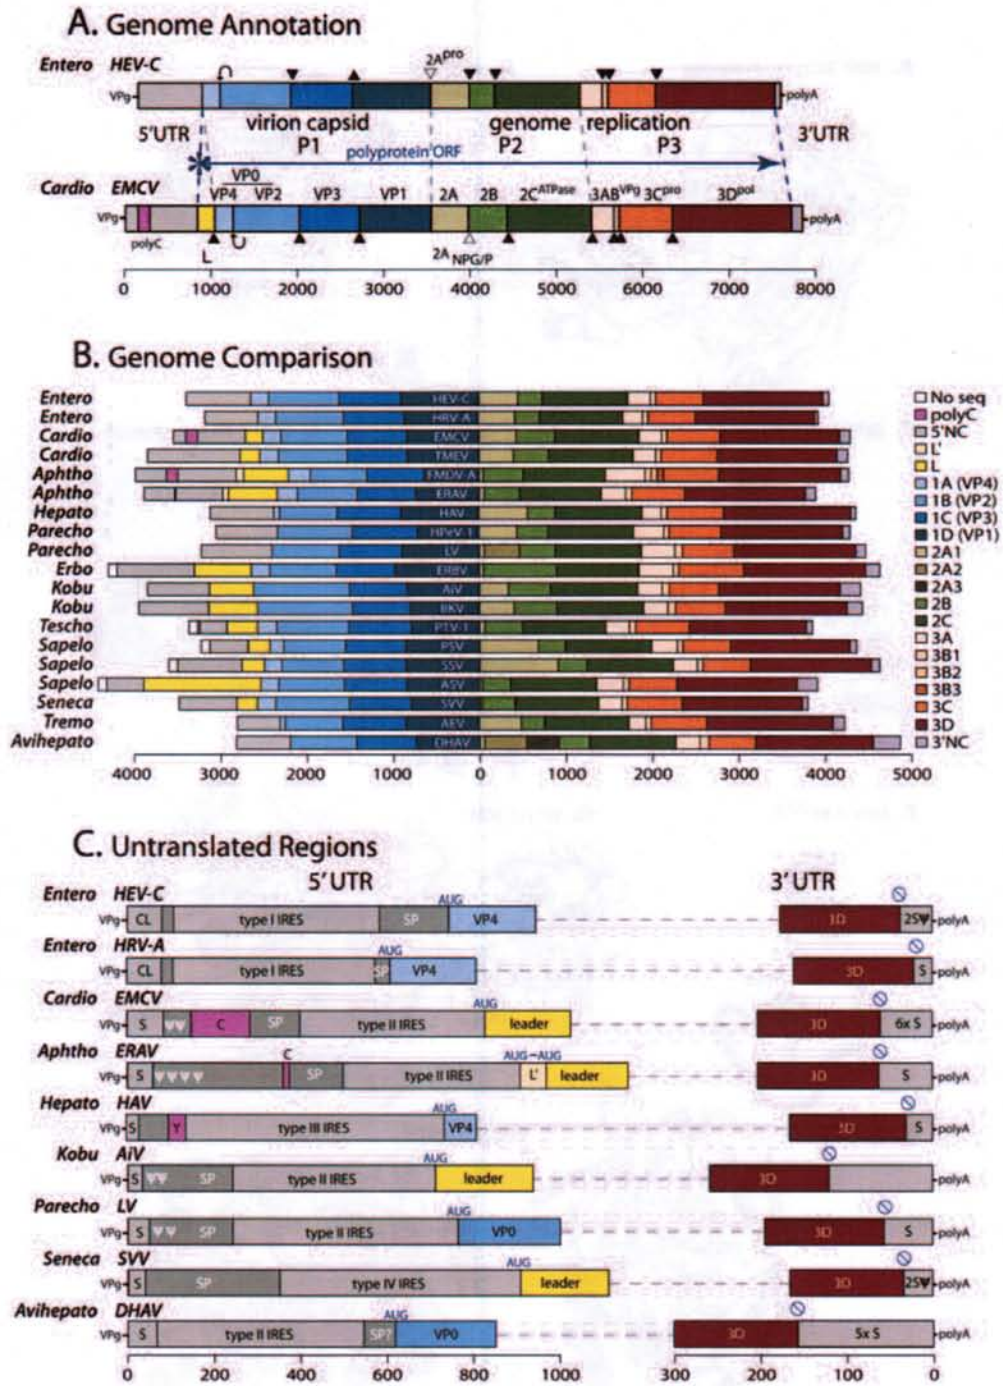 A. Genome Annotation
Entero HEV-C
2Apro
VPg
polyA
5'UTR
virion capsid
P1
genome replication
P2
P3
3'UTR
polyprotein ORF
Cardio EMCV
VP0
VP4 VP2 VP3 VP1 2A 2B 2CATPase 3ABVPg 3Cpro 3Dpol
VPg
polyA
polyC
L
2A NPG/P
0 1000 2000 3000 4000 5000 6000 7000 8000
B. Genome Comparison
Entero HEV-C
Entero HRV-A
Cardio EMCV
Cardio TMEV
Aphtho FMDV-A
Aphtho ERAV
Hepato HAV
Parecho HPeV-1
Parecho LV
Erbo ERBV
Kobu AiV
Kobu BKV
Tescho PTV-1
Sapelo PSV
Sapelo SSV
Sapelo ASV
Seneca SVV
Tremo AEV
Avihepato DHAV
No seq
polyC
5'NC
L'
L
1A (VP4)
1B (VP2)
1C (VP3)
1D (VP1)
2A1
2A2
2A3
2B
2C
3A
3B1
3B2
3B3
3C
3D
3'NC
4000 3000 2000 1000 0 1000 2000 3000 4000 5000
C. Untranslated Regions
5' UTR
3' UTR
Entero HEV-C
AUG
VPg CL type I IRES SP VP4 3D 2SΨ polyA
Entero HRV-A
AUG
VPg CL type I IRES SP VP4 3D S polyA
Cardio EMCV
AUG
VPg S ΨΨ C SP type II IRES leader 3D 6x S polyA
Aphtho ERAV
C
AUG–AUG
VPg S ΨΨΨΨ SP type II IRES L' leader 3D S polyA
Hepato HAV
AUG
VPg S Y type III IRES VP4 3D S polyA
Kobu AiV
AUG
VPg S ΨΨ SP type II IRES leader 3D polyA
Parecho LV
AUG
VPg S ΨΨ SP type II IRES VP0 3D S polyA
Seneca SVV
AUG
VPg S SP type IV IRES leader 3D 2SΨ polyA
Avihepato DHAV
AUG
VPg S type II IRES SP? VP0 3D 5x S polyA
0 200 400 600 800 1000
300 200 100 0